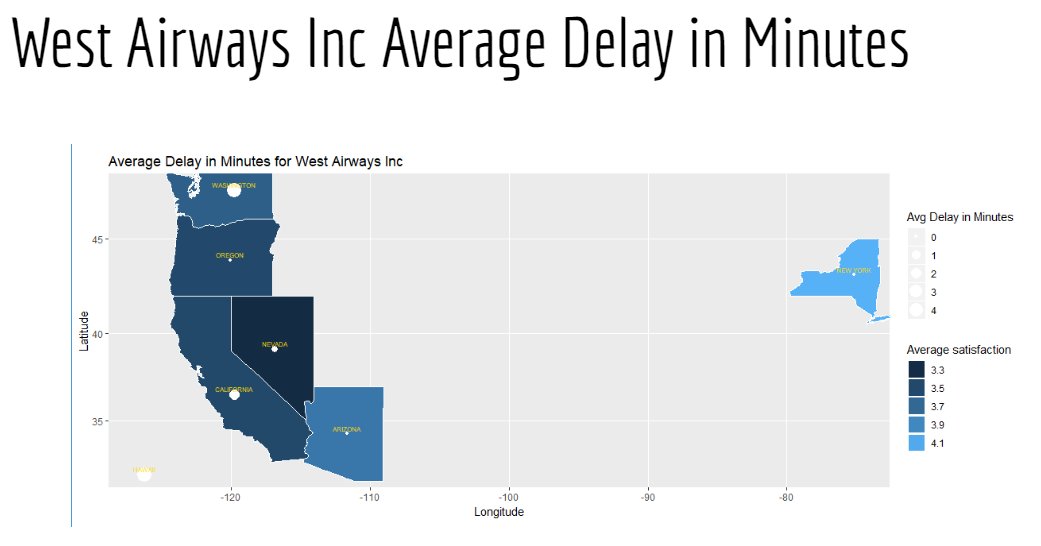 West Airways Inc Average Delay in Minutes
Average Delay in Minutes for West Airways Inc
WASHINGTON
OREGON
NEVADA
CALIFORNIA
ARIZONA
HAWAII
NEW YORK
45
40
35
Latitude
-120
-110
-100
-90
-80
Longitude
Avg Delay in Minutes
0
1
2
3
4
Average satisfaction
3.3
3.5
3.7
3.9
4.1